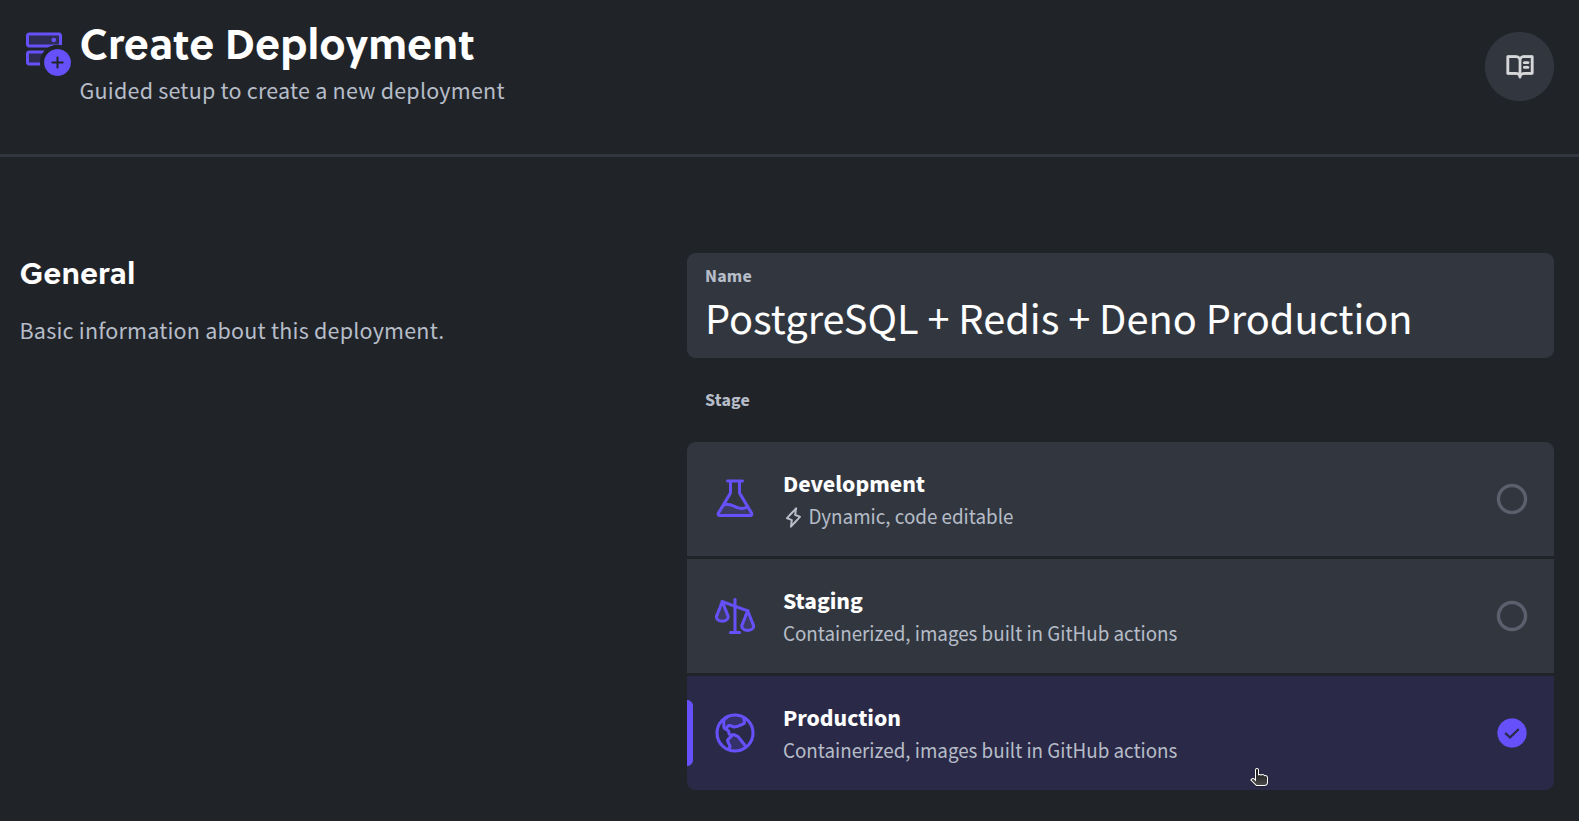 Create Deployment
Guided setup to create a new deployment
General
Basic information about this deployment.
Name
PostgreSQL + Redis + Deno Production
Stage
Development
Dynamic, code editable
Staging
Containerized, images built in GitHub actions
Production
Containerized, images built in GitHub actions